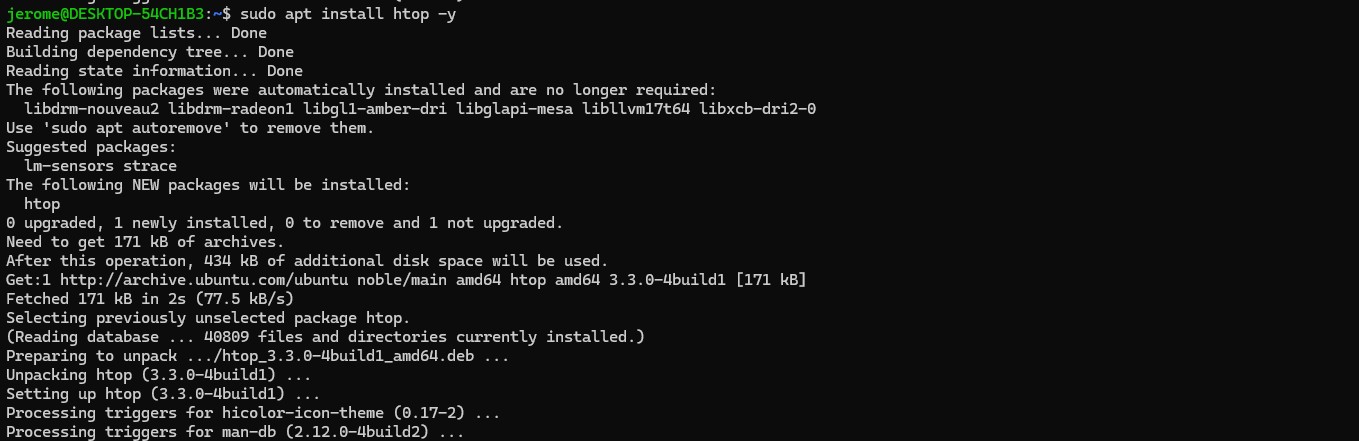 jerome@DESKTOP-54CH1B3:~$ sudo apt install htop -y
Reading package lists... Done
Building dependency tree... Done
Reading state information... Done
The following packages were automatically installed and are no longer required:
  libdrm-nouveau2 libdrm-radeon1 libgl1-amber-dri libglapi-mesa libllvm17t64 libxcb-dri2-0
Use 'sudo apt autoremove' to remove them.
Suggested packages:
  lm-sensors strace
The following NEW packages will be installed:
  htop
0 upgraded, 1 newly installed, 0 to remove and 1 not upgraded.
Need to get 171 kB of archives.
After this operation, 434 kB of additional disk space will be used.
Get:1 http://archive.ubuntu.com/ubuntu noble/main amd64 htop amd64 3.3.0-4build1 [171 kB]
Fetched 171 kB in 2s (77.5 kB/s)
Selecting previously unselected package htop.
(Reading database ... 40809 files and directories currently installed.)
Preparing to unpack .../htop_3.3.0-4build1_amd64.deb ...
Unpacking htop (3.3.0-4build1) ...
Setting up htop (3.3.0-4build1) ...
Processing triggers for hicolor-icon-theme (0.17-2) ...
Processing triggers for man-db (2.12.0-4build2) ...